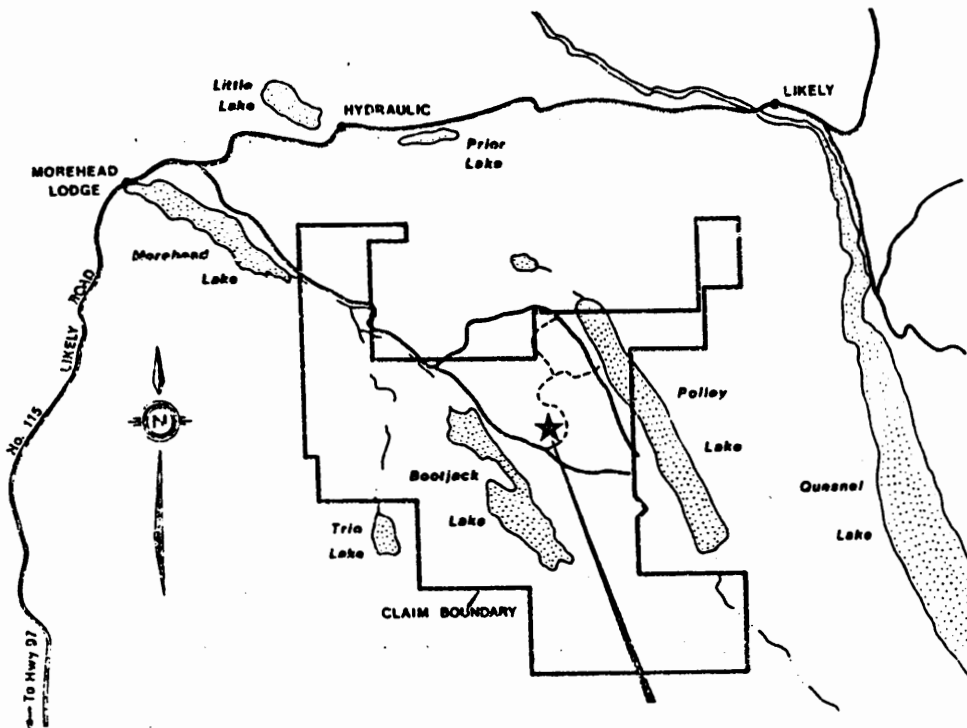 Little
Lake
HYDRAULIC
LIKELY
Prior
Lake
MOREHEAD
LODGE
Morehead
Lake
No. 115 LIKELY ROAD
N
Polley
Lake
Bootjack
Lake
Trio
Lake
Quesnel
Lake
CLAIM BOUNDARY
To Hwy 97